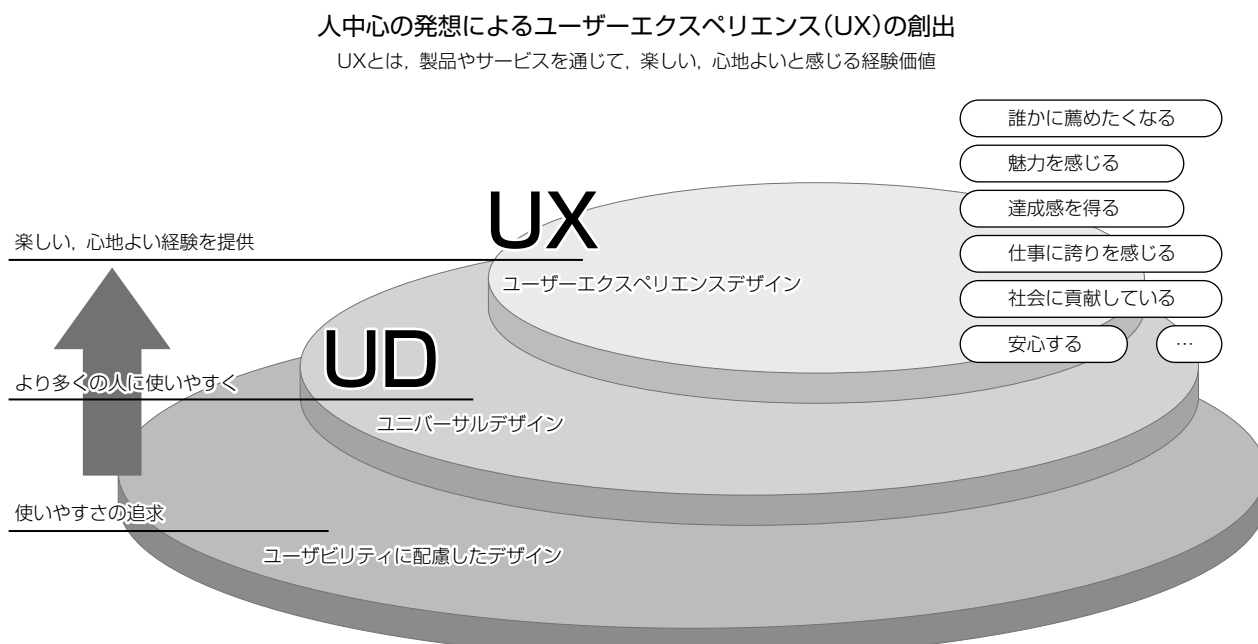 人中心の発想によるユーザーエクスペリエンス(UX)の創出
UXとは, 製品やサービスを通じて, 楽しい, 心地よいと感じる経験価値
誰かに薦めたくなる
魅力を感じる
達成感を得る
仕事に誇りを感じる
社会に貢献している
安心する
…
UX
楽しい, 心地よい経験を提供
ユーザーエクスペリエンスデザイン
UD
より多くの人に使いやすく
ユニバーサルデザイン
使いやすさの追求
ユーザビリティに配慮したデザイン